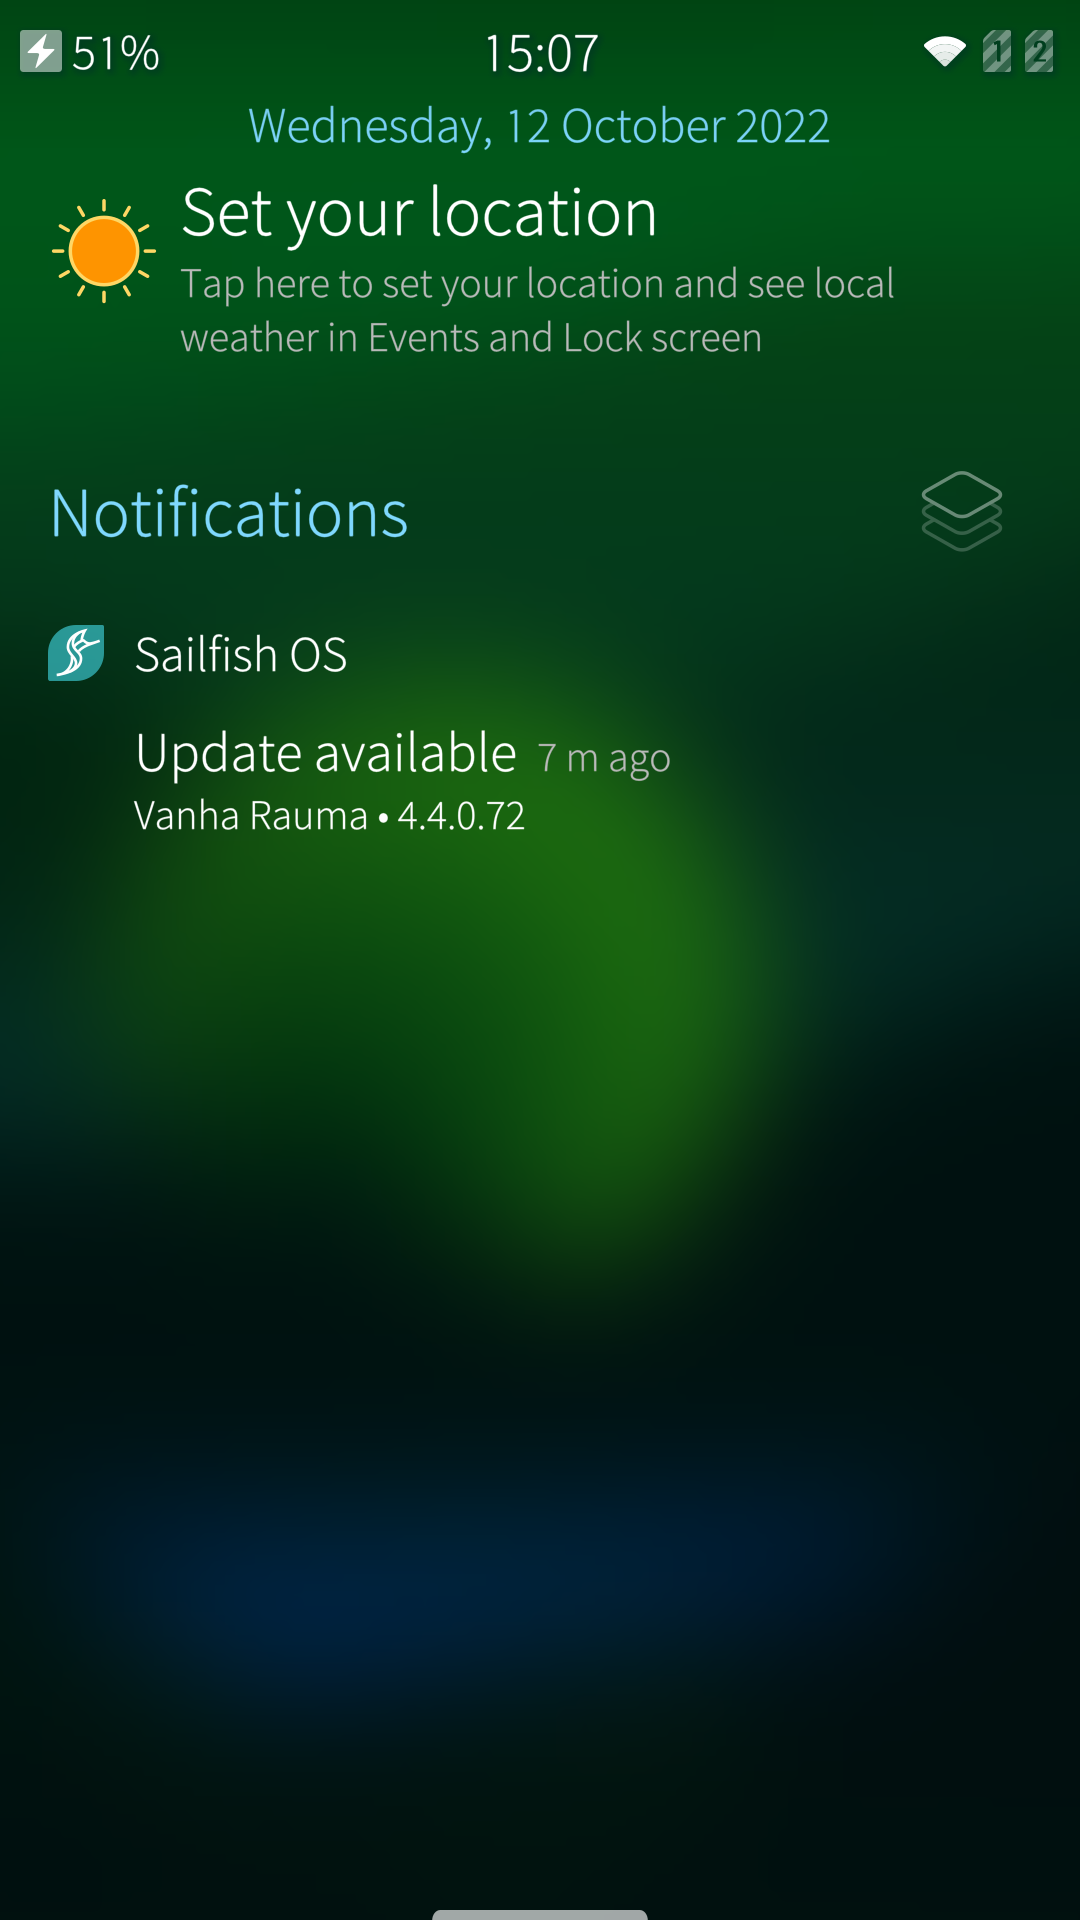 51%
15:07
1 2
Wednesday, 12 October 2022
Set your location
Tap here to set your location and see local
weather in Events and Lock screen
Notifications
Sailfish OS
Update available 7 m ago
Vanha Rauma • 4.4.0.72